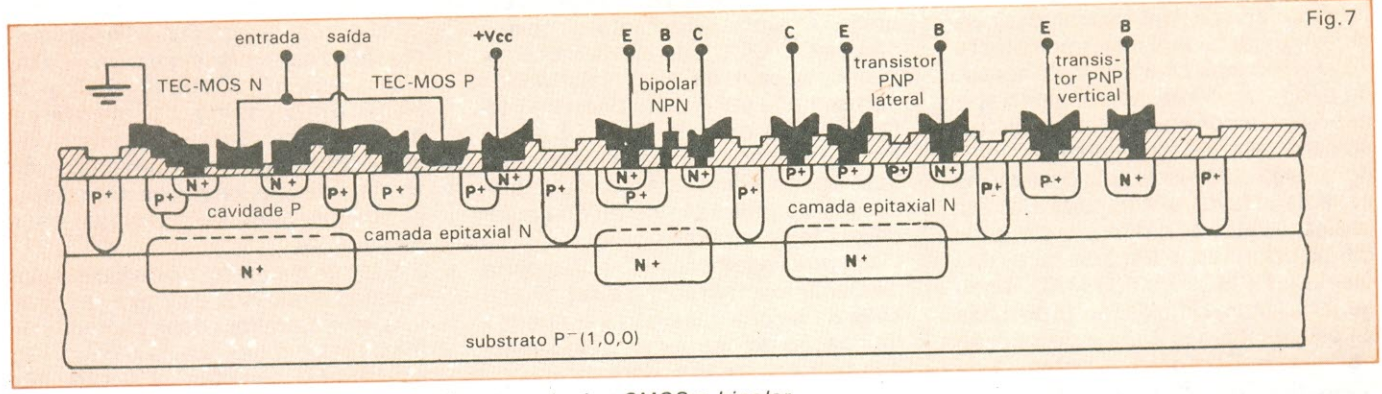 Fig.7
entrada saída +Vcc E B C C E B E B
TEC-MOS N TEC-MOS P
bipolar
NPN
transistor
PNP
lateral
transis-
tor PNP
vertical
P+ P+ N+ N+ P+ P+ P+ N+ P+ N+ P+ N+ P+ P+ P+ P+ N+ P+ P+ N+ P+
cavidade P
camada epitaxial N
camada epitaxial N
N+ N+ N+
substrato P⁻(1,0,0)
CMOS
bipolar